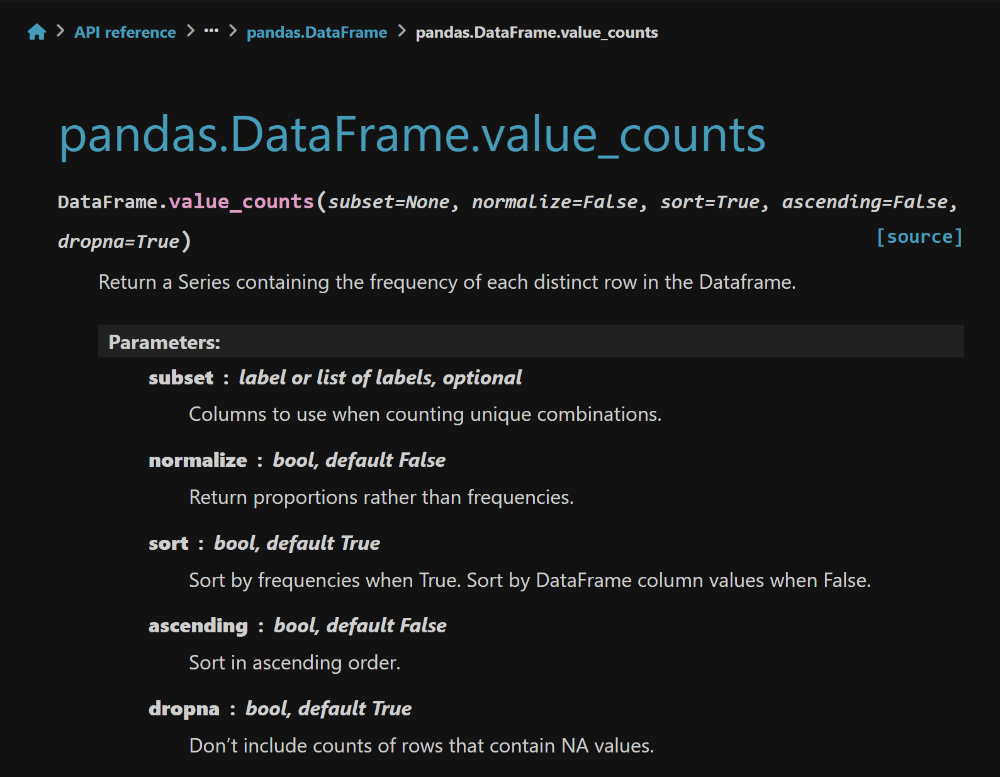 API reference > ··· > pandas.DataFrame > pandas.DataFrame.value_counts
pandas.DataFrame.value_counts
DataFrame.value_counts(subset=None, normalize=False, sort=True, ascending=False,
dropna=True) [source]
Return a Series containing the frequency of each distinct row in the Dataframe.
Parameters:
subset : label or list of labels, optional
Columns to use when counting unique combinations.
normalize : bool, default False
Return proportions rather than frequencies.
sort : bool, default True
Sort by frequencies when True. Sort by DataFrame column values when False.
ascending : bool, default False
Sort in ascending order.
dropna : bool, default True
Don’t include counts of rows that contain NA values.